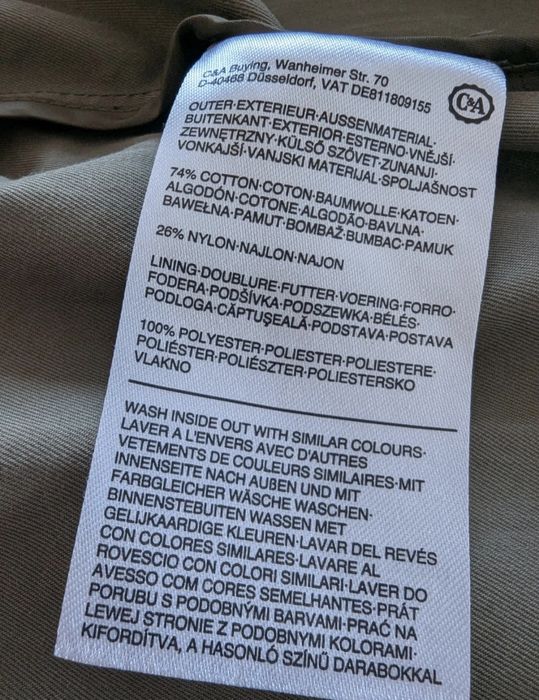 C&A Buying, Wanheimer Str. 70
D-40468 Düsseldorf, VAT DE811809155
C&A
OUTER·EXTERIEUR·AUSSENMATERIAL·
BUITENKANT·EXTERIOR·ESTERNO·VNĚJŠÍ·
ZEWNĘTRZNY·KÜLSŐ SZÖVET·ZUNANJI·
VONKAJŠÍ·VANJSKI MATERIJAL·SPOLJAŠNOST
74% COTTON·COTON·BAUMWOLLE·KATOEN·
ALGODÓN·COTONE·ALGODÃO·BAVLNA·
BAWEŁNA·PAMUT·BOMBAŽ·BUMBAC·PAMUK
26% NYLON·NAJLON·NAJON
LINING·DOUBLURE·FUTTER·VOERING·FORRO·
FODERA·PODŠÍVKA·PODSZEWKA·BÉLÉS·
PODLOGA·CĂPTUŞEALĂ·PODSTAVA·POSTAVA
100% POLYESTER·POLIESTER·POLIESTERE·
POLIÉSTER·POLIÉSZTER·POLIESTERSKO
VLAKNO
WASH INSIDE OUT WITH SIMILAR COLOURS·
LAVER A L'ENVERS AVEC D'AUTRES
VETEMENTS DE COULEURS SIMILAIRES·MIT
INNENSEITE NACH AUßEN UND MIT
FARBGLEICHER WÄSCHE WASCHEN·
BINNENSTEBUITEN WASSEN MET
GELIJKAARDIGE KLEUREN·LAVAR DEL REVÉS
CON COLORES SIMILARES·LAVARE AL
ROVESCIO CON COLORI SIMILARI·LAVER DO
AVESSO COM CORES SEMELHANTES·PRÁT
PORUBU S PODOBNÝMI BARVAMI·PRAĆ NA
LEWEJ STRONIE Z PODOBNYMI KOLORAMI·
KIFORDÍTVA, A HASONLÓ SZÍNŰ DARABOKKAL